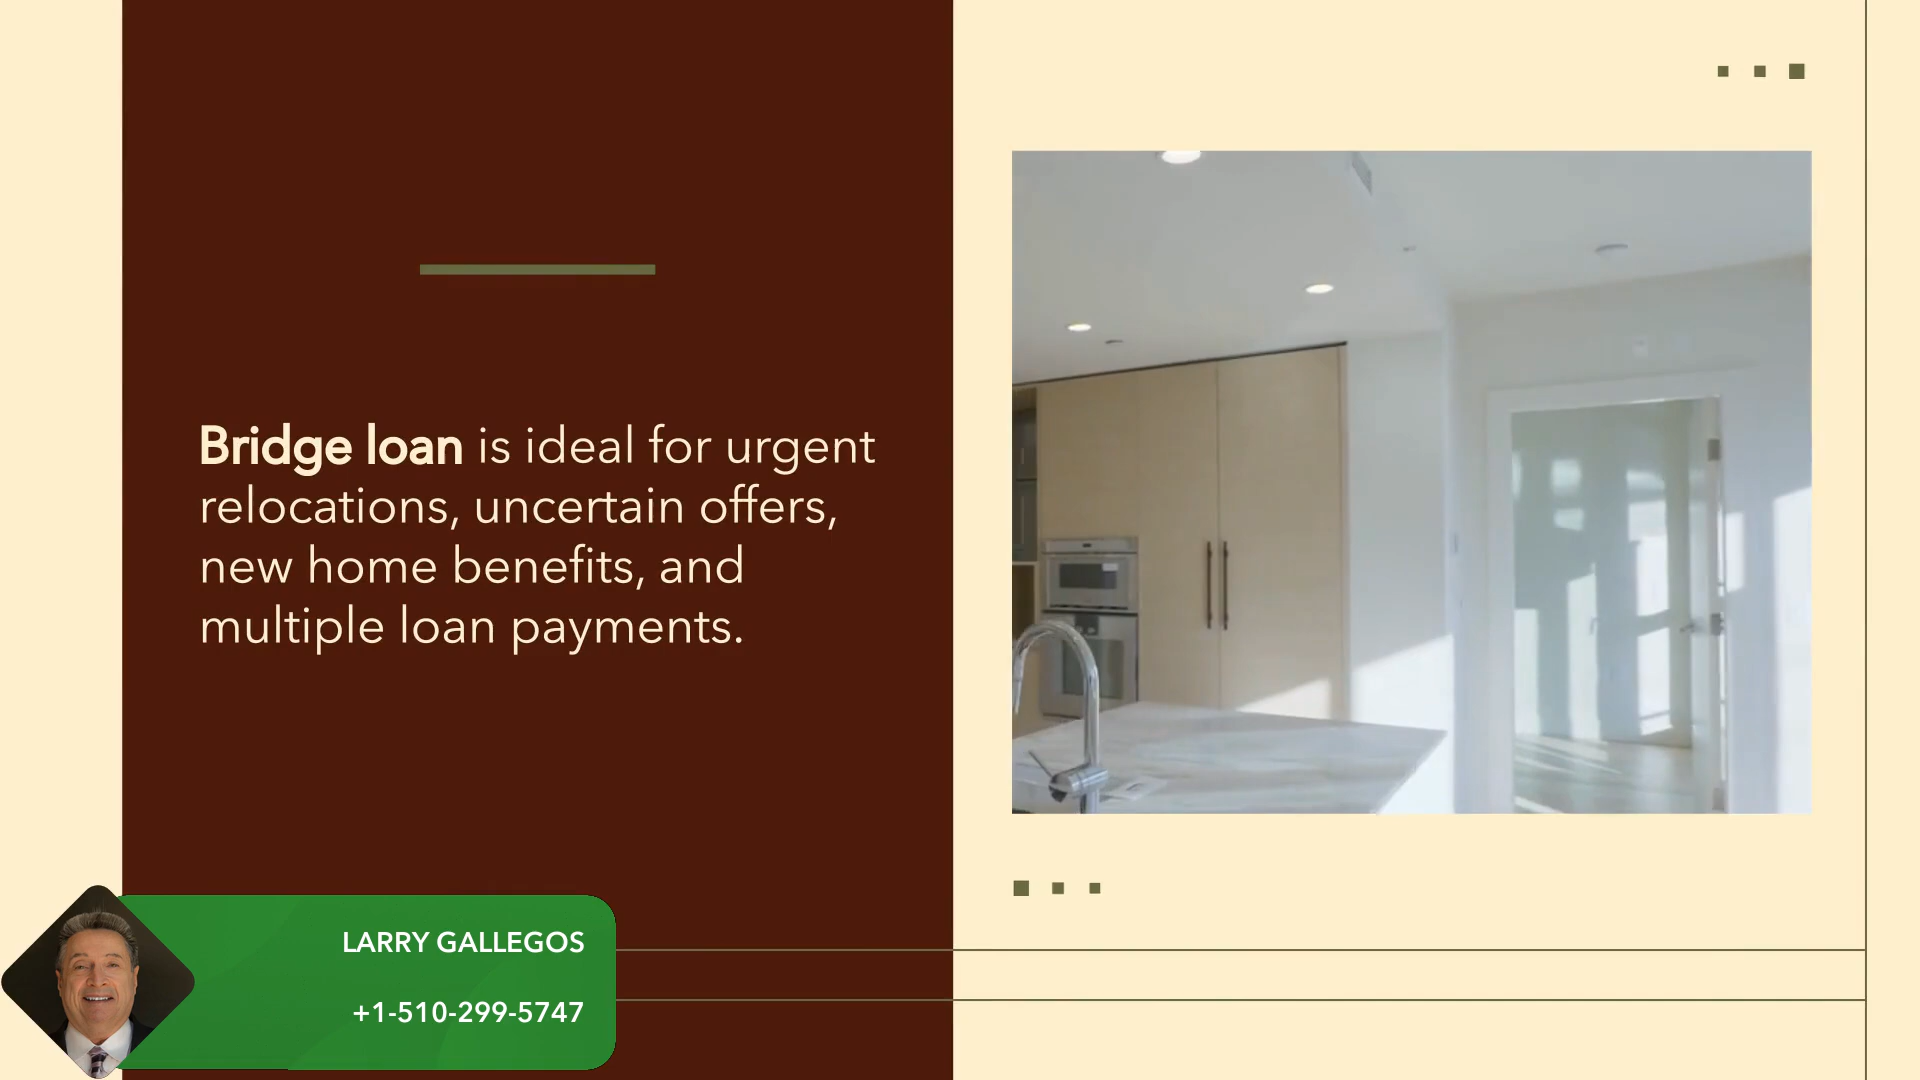 Bridge loan is ideal for urgent
relocations, uncertain offers,
new home benefits, and
multiple loan payments.
LARRY GALLEGOS
+1-510-299-5747